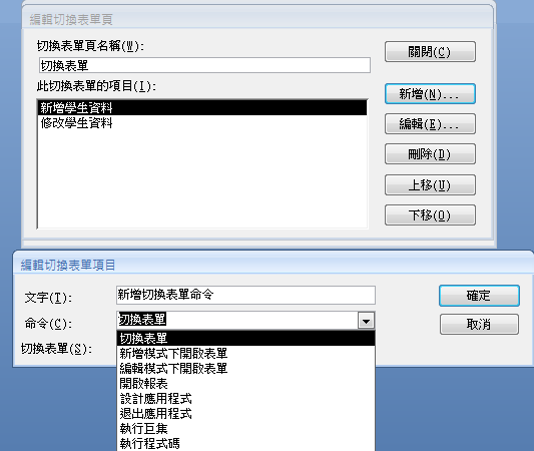 編輯切換表單頁
切換表單頁名稱(W):
關閉(C)
切換表單
此切換表單的項目(I):
新增(N)...
新增學生資料
修改學生資料
編輯(E)...
刪除(D)
上移(U)
下移(O)
編輯切換表單項目
文字(T):
新增切換表單命令
確定
命令(C):
切換表單
取消
切換表單(S):
切換表單
新增模式下開啟表單
編輯模式下開啟表單
開啟報表
設計應用程式
退出應用程式
執行巨集
執行程式碼